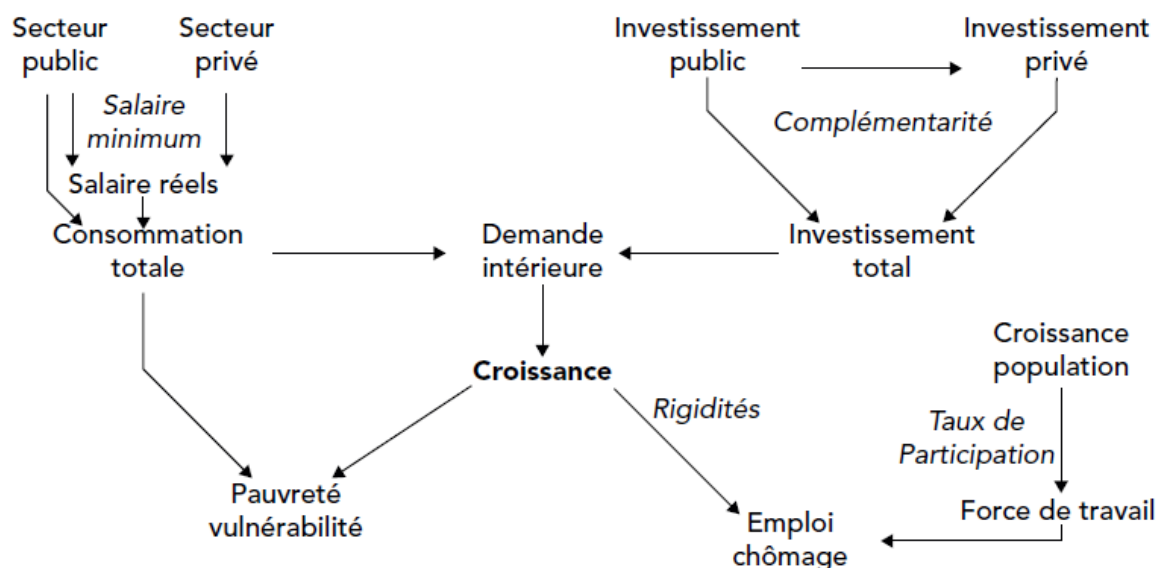 Secteur
public
Secteur
privé
Investissement
public
Investissement
privé
Salaire
minimum
Complémentarité
Salaire réels
Consommation
totale
Demande
intérieure
Investissement
total
Croissance
population
Croissance
Rigidités
Taux de
Participation
Pauvreté
vulnérabilité
Force de travail
Emploi
chômage